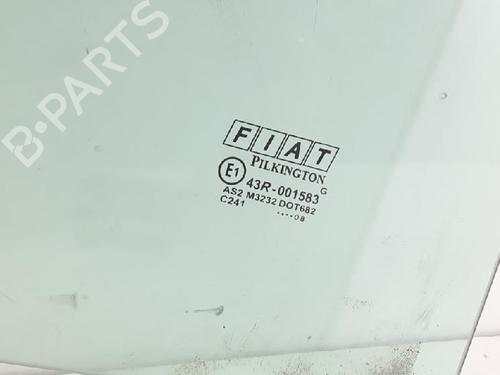 B-PARTS
FIAT
PILKINGTON
G
E1 43R-001583
AS2 M3232 DOT682
C241
.....08